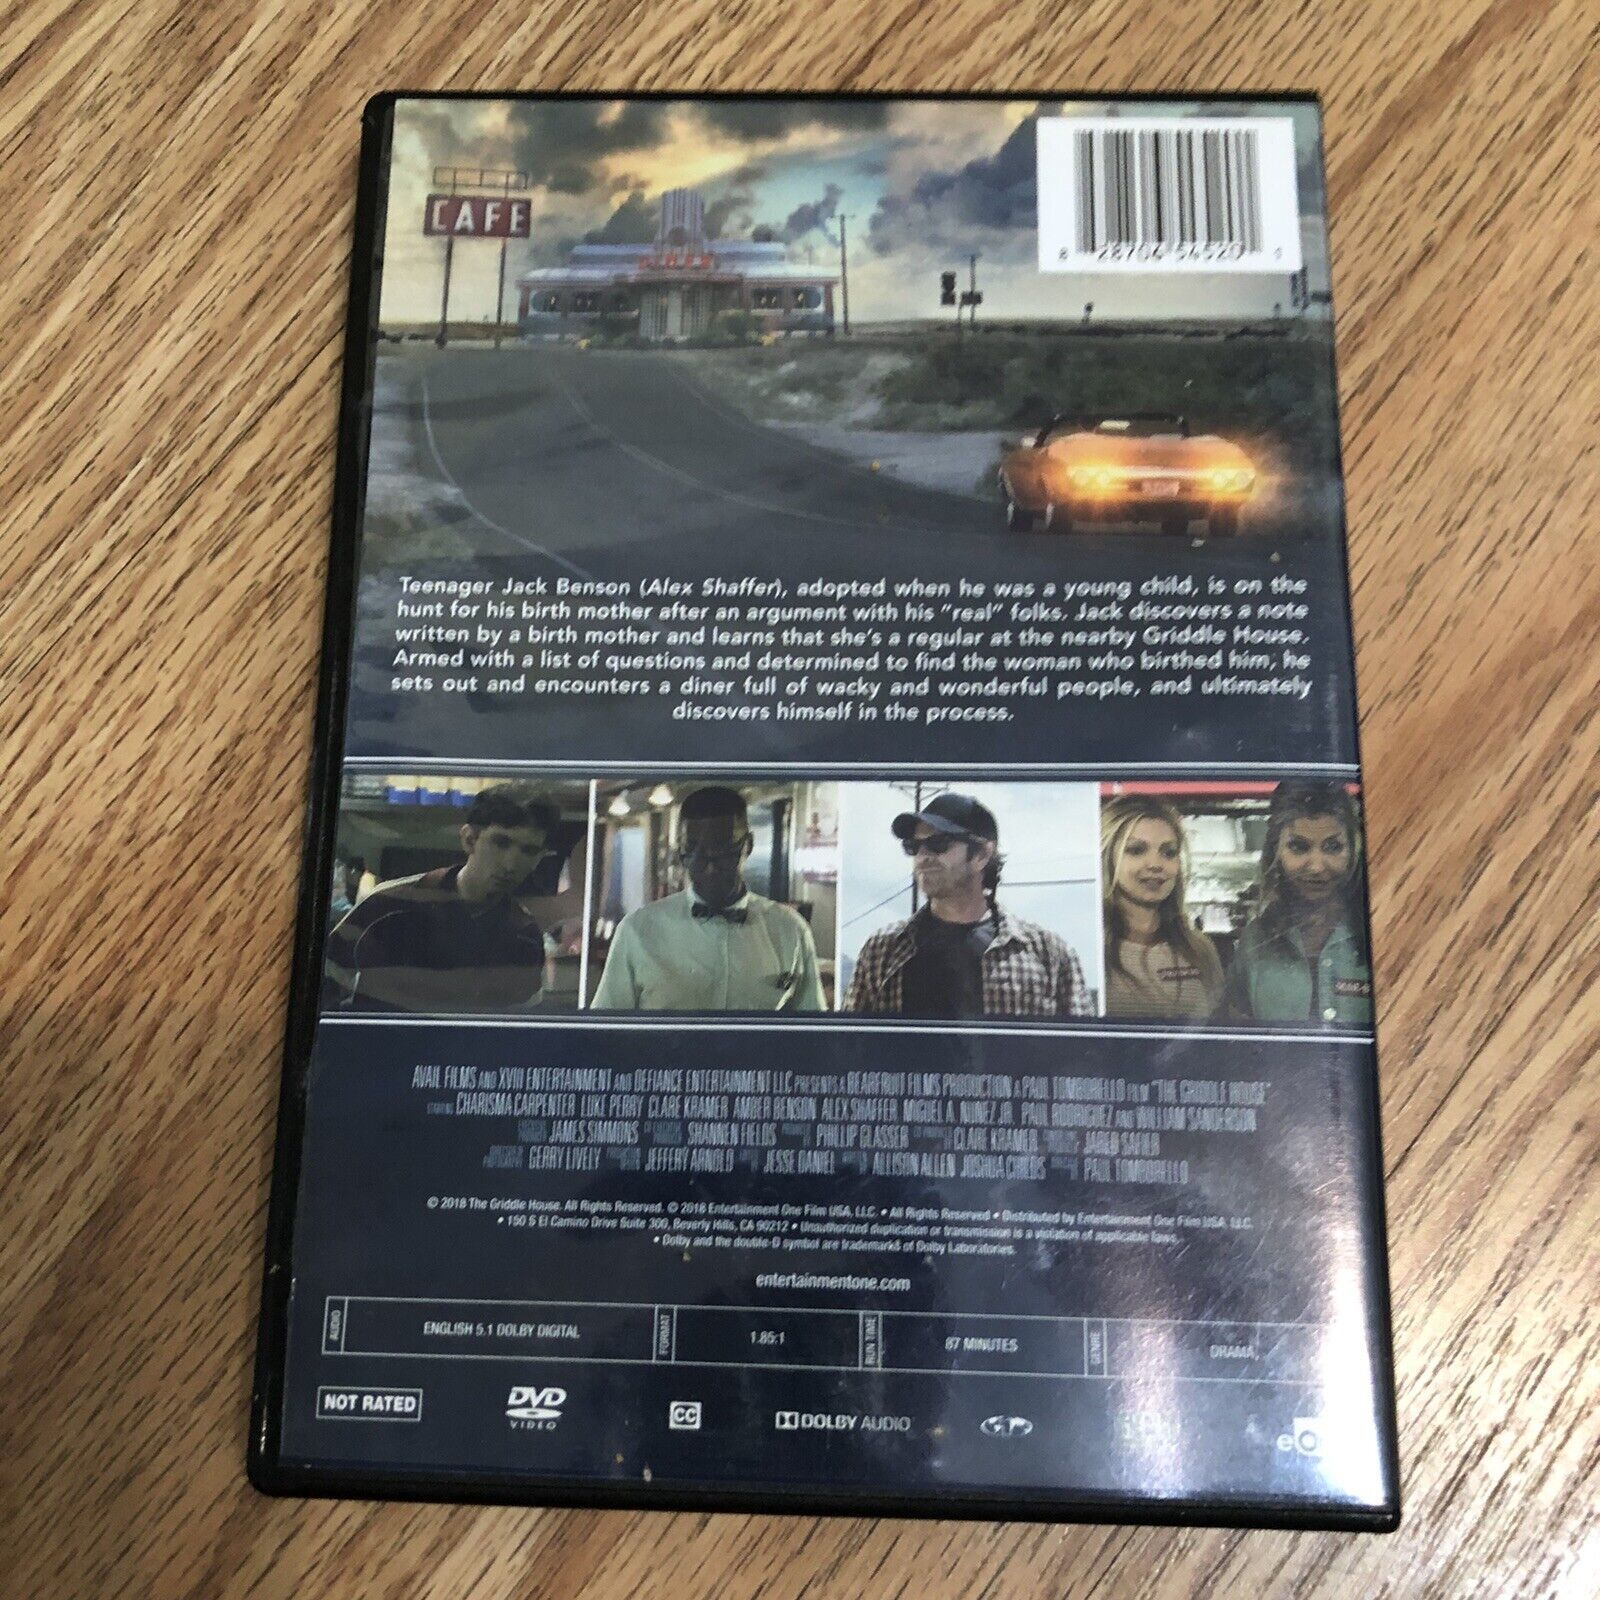 CAFE
DINER
Teenager Jack Benson (Alex Shaffer), adopted when he was a young child, is on the
hunt for his birth mother after an argument with his "real" folks. Jack discovers a note
written by a birth mother and learns that she's a regular at the nearby Griddle House.
Armed with a list of questions and determined to find the woman who birthed him, he
sets out and encounters a diner full of wacky and wonderful people, and ultimately
discovers himself in the process.
AVAIL FILMS AND XVIII ENTERTAINMENT AND DEFIANCE ENTERTAINMENT LLC PRESENTS A BEARFRUIT FILMS PRODUCTION A PAUL TOMBORELLO FILM "THE GRIDDLE HOUSE"
STARRING CHARISMA CARPENTER LUKE PERRY CLARE KRAMER AMBER BENSON ALEX SHAFFER MIGUEL A. NUNEZ JR. PAUL RODRIGUEZ AND WILLIAM SANDERSON
JAMES SIMMONS SHANNEN FIELDS PHILLIP GLASSER CLARE KRAMER JARED SAFIER
GERRY LIVELY JEFFERY ARNOLD JESSE DANIEL ALLISON ALLEN JOSHUA CHILDS PAUL TOMBORELLO
© 2018 The Griddle House. All Rights Reserved. © 2018 Entertainment One Film USA, LLC. • All Rights Reserved • Distributed by Entertainment One Film USA, LLC.
• 150 S El Camino Drive Suite 300, Beverly Hills, CA 90212 • Unauthorized duplication or transmission is a violation of applicable laws.
• Dolby and the double-D symbol are trademarks of Dolby Laboratories.
entertainmentone.com
AUDIO ENGLISH 5.1 DOLBY DIGITAL FORMAT 1.85:1 RUN TIME 87 MINUTES GENRE DRAMA,
NOT RATED DVD VIDEO CC DOLBY AUDIO